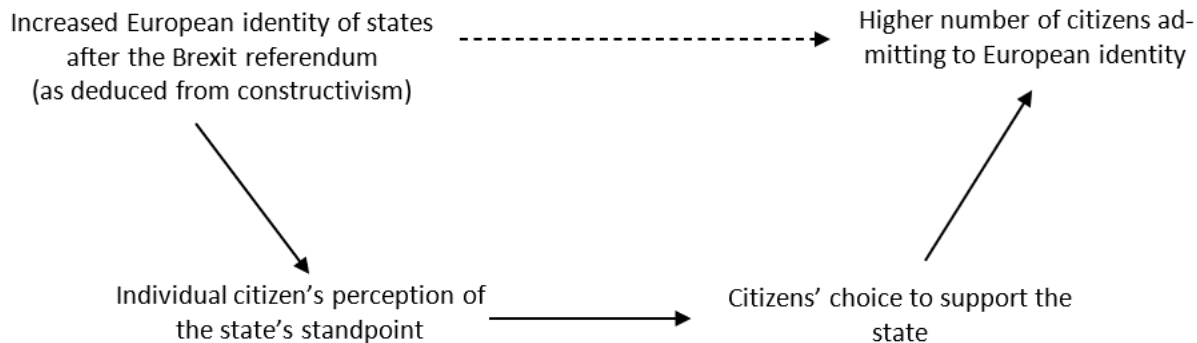 Increased European identity of states
after the Brexit referendum
(as deduced from constructivism)
Higher number of citizens ad-
mitting to European identity
Individual citizen’s perception of
the state’s standpoint
Citizens’ choice to support the
state